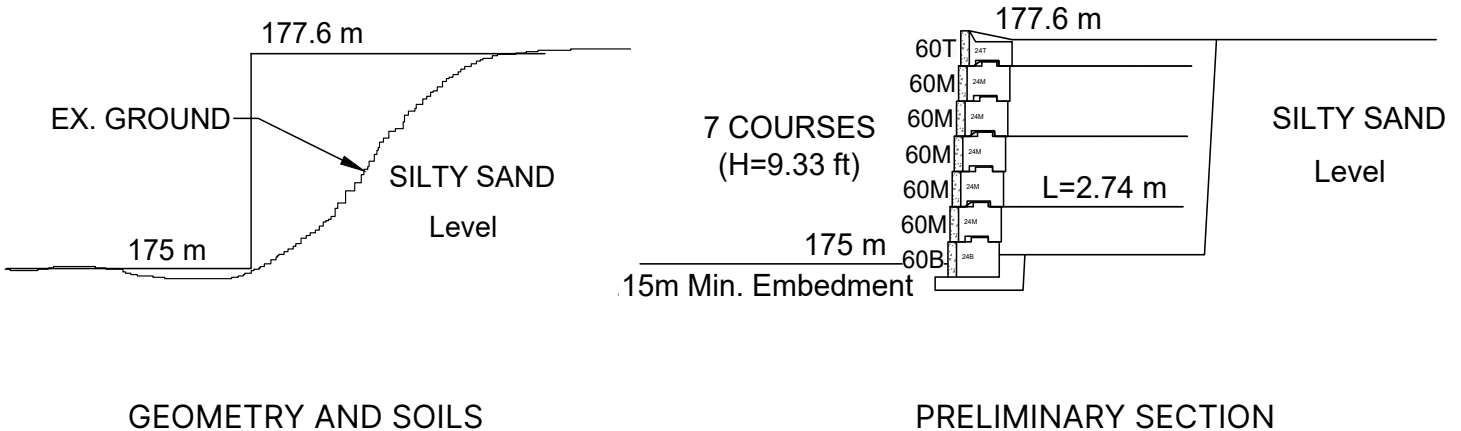 177.6 m
EX. GROUND
SILTY SAND
Level
175 m
GEOMETRY AND SOILS
177.6 m
60T
24T
60M
24M
60M
24M
60M
24M
60M
24M
60M
24M
60B
24B
7 COURSES
(H=9.33 ft)
L=2.74 m
SILTY SAND
Level
175 m
.15m Min. Embedment
PRELIMINARY SECTION